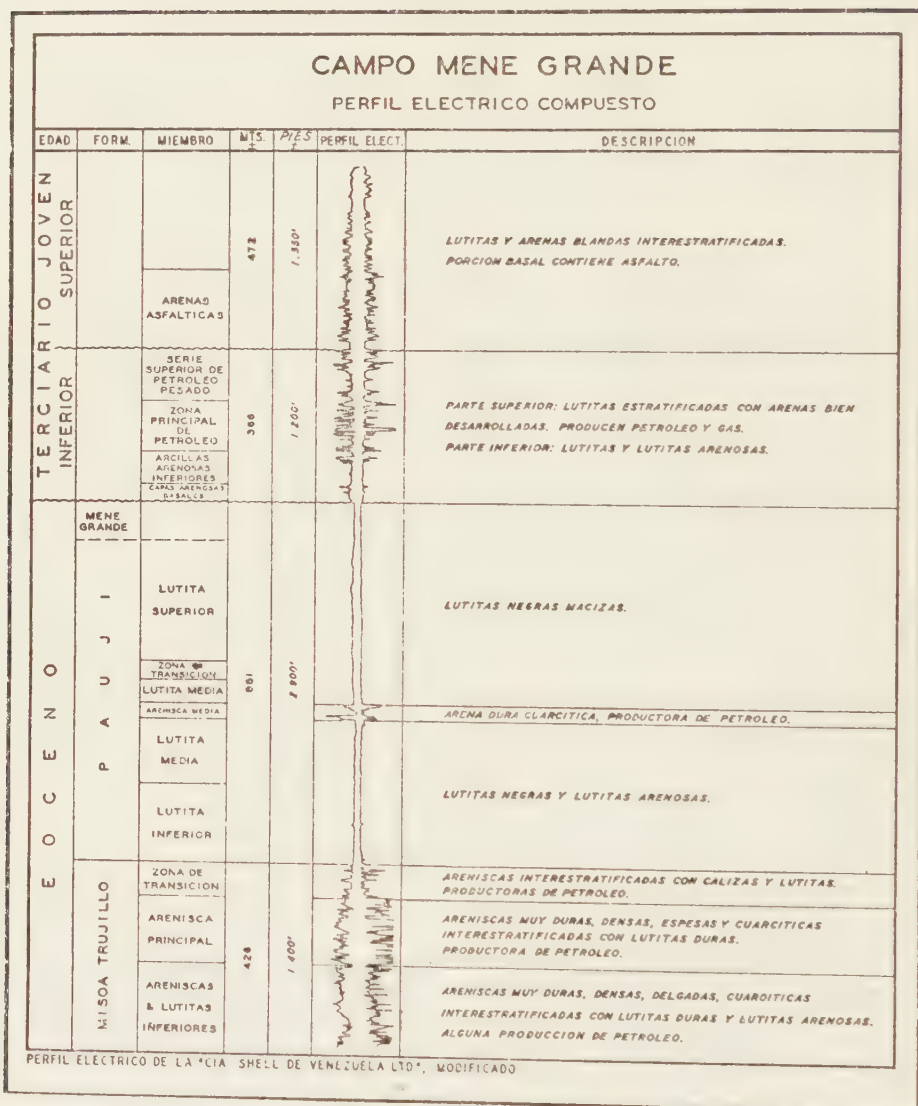 CAMPO MENE GRANDE
PERFIL ELECTRICO COMPUESTO
EDAD FORM. MIEMBRO MTS. ± PIES ± PERFIL ELECT. DESCRIPCION
TERCIARIO JOVEN
SUPERIOR
ARENAS
ASFALTICAS
472
1.550'
LUTITAS Y ARENAS BLANDAS INTERESTRATIFICADAS.
PORCION BASAL CONTIENE ASFALTO.
INFERIOR
SERIE
SUPERIOR DE
PETROLEO
PESADO
ZONA
PRINCIPAL
DE
PETROLEO
ARCILLAS
ARENOSAS
INFERIORES
CAPAS ARENOSAS
BASALES
366
1 200'
PARTE SUPERIOR: LUTITAS ESTRATIFICADAS CON ARENAS BIEN
DESARROLLADAS. PRODUCEN PETROLEO Y GAS.
PARTE INFERIOR: LUTITAS Y LUTITAS ARENOSAS.
EOCENO
MENE
GRANDE
PAUJI
LUTITA
SUPERIOR
ZONA DE
TRANSICION
LUTITA MEDIA
ARENISCA MEDIA
LUTITA
MEDIA
LUTITA
INFERIOR
2 900'
LUTITAS NEGRAS MACIZAS.
ARENA DURA CUARCITICA, PRODUCTORA DE PETROLEO.
LUTITAS NEGRAS Y LUTITAS ARENOSAS.
MISOA TRUJILLO
ZONA DE
TRANSICION
ARENISCA
PRINCIPAL
ARENISCAS
& LUTITAS
INFERIORES
426
1 400'
ARENISCAS INTERESTRATIFICADAS CON CALIZAS Y LUTITAS.
PRODUCTORAS DE PETROLEO.
ARENISCAS MUY DURAS, DENSAS, ESPESAS Y CUARCITICAS
INTERESTRATIFICADAS CON LUTITAS DURAS.
PRODUCTORA DE PETROLEO.
ARENISCAS MUY DURAS, DENSAS, DELGADAS, CUARCITICAS
INTERESTRATIFICADAS CON LUTITAS DURAS Y LUTITAS ARENOSAS.
ALGUNA PRODUCCION DE PETROLEO.
PERFIL ELECTRICO DE LA "CIA SHELL DE VENEZUELA LTD", MODIFICADO